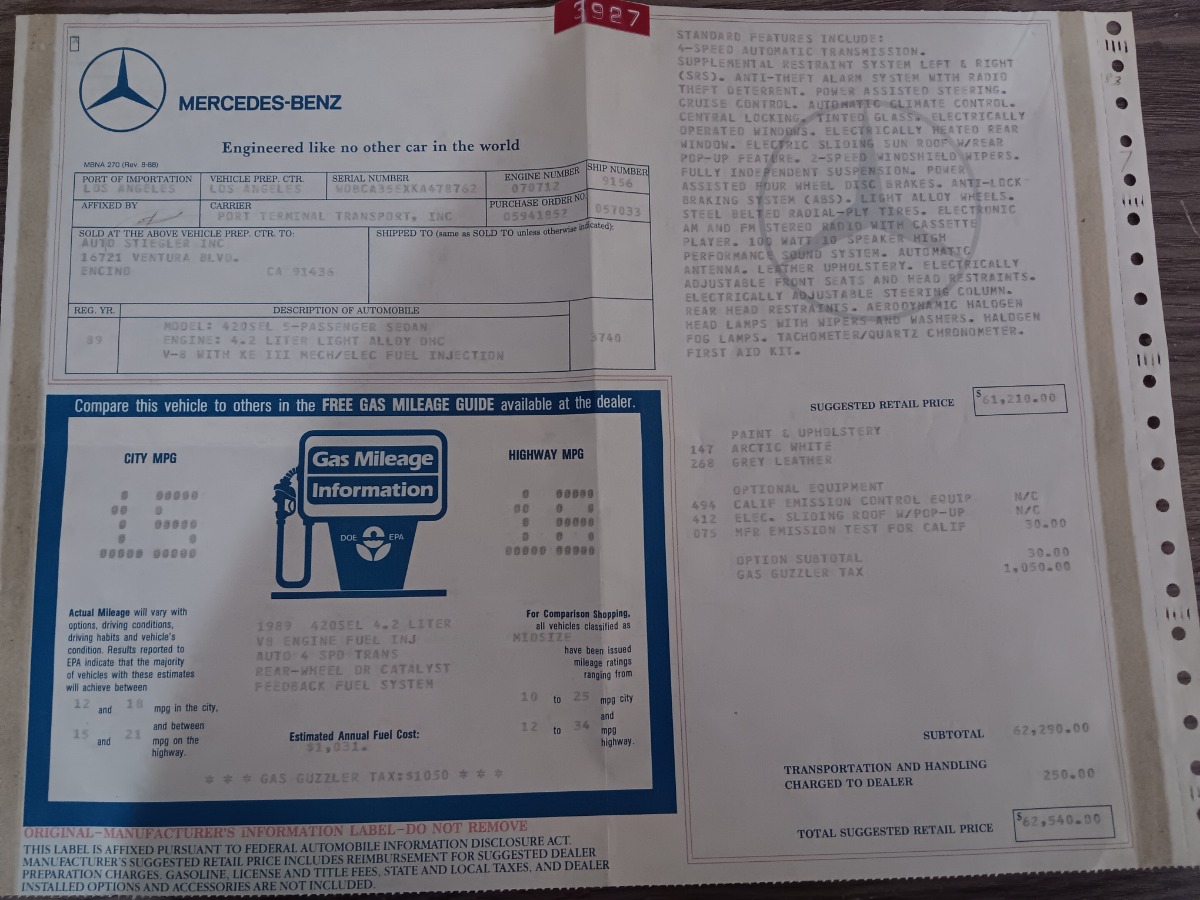 3927
MERCEDES-BENZ
Engineered like no other car in the world
MBNA 270 (Rev. 8-88)
PORT OF IMPORTATION
LOS ANGELES
VEHICLE PREP. CTR.
LOS ANGELES
SERIAL NUMBER
WDBCA35EXKA478762
ENGINE NUMBER
070712
SHIP NUMBER
9156
AFFIXED BY
CARRIER
PORT TERMINAL TRANSPORT, INC
PURCHASE ORDER NO.
05941857
057033
SOLD AT THE ABOVE VEHICLE PREP. CTR. TO:
AUTO STIEGLER INC
16721 VENTURA BLVD.
ENCINO CA 91436
SHIPPED TO (same as SOLD TO unless otherwise indicated):
REG. YR.
89
DESCRIPTION OF AUTOMOBILE
MODEL: 420SEL 5-PASSENGER SEDAN
ENGINE: 4.2 LITER LIGHT ALLOY OHC
V-8 WITH KE III MECH/ELEC FUEL INJECTION
3740
Compare this vehicle to others in the FREE GAS MILEAGE GUIDE available at the dealer.
CITY MPG
15
Gas Mileage
Information
DOE EPA
HIGHWAY MPG
18
Actual Mileage will vary with
options, driving conditions,
driving habits and vehicle's
condition. Results reported to
EPA indicate that the majority
of vehicles with these estimates
will achieve between
12 and 18 mpg in the city,
and between
15 and 21 mpg on the
highway.
1989 420SEL 4.2 LITER
V8 ENGINE FUEL INJ
AUTO 4 SPD TRANS
REAR-WHEEL DR CATALYST
FEEDBACK FUEL SYSTEM
Estimated Annual Fuel Cost:
$1,031.
For Comparison Shopping,
all vehicles classified as
MIDSIZE
have been issued
mileage ratings
ranging from
10 to 25 mpg city
and
12 to 34 mpg
highway.
* * * GAS GUZZLER TAX:$1050 * * *
ORIGINAL-MANUFACTURER'S INFORMATION LABEL-DO NOT REMOVE
THIS LABEL IS AFFIXED PURSUANT TO FEDERAL AUTOMOBILE INFORMATION DISCLOSURE ACT.
MANUFACTURER'S SUGGESTED RETAIL PRICE INCLUDES REIMBURSEMENT FOR SUGGESTED DEALER
PREPARATION CHARGES. GASOLINE, LICENSE AND TITLE FEES, STATE AND LOCAL TAXES, AND DEALER
INSTALLED OPTIONS AND ACCESSORIES ARE NOT INCLUDED.
STANDARD FEATURES INCLUDE:
4-SPEED AUTOMATIC TRANSMISSION.
SUPPLEMENTAL RESTRAINT SYSTEM LEFT & RIGHT
(SRS). ANTI-THEFT ALARM SYSTEM WITH RADIO
THEFT DETERRENT. POWER ASSISTED STEERING.
CRUISE CONTROL. AUTOMATIC CLIMATE CONTROL.
CENTRAL LOCKING. TINTED GLASS. ELECTRICALLY
OPERATED WINDOWS. ELECTRICALLY HEATED REAR
WINDOW. ELECTRIC SLIDING SUN ROOF W/REAR
POP-UP FEATURE. 2-SPEED WINDSHIELD WIPERS.
FULLY INDEPENDENT SUSPENSION. POWER
ASSISTED FOUR WHEEL DISC BRAKES. ANTI-LOCK
BRAKING SYSTEM (ABS). LIGHT ALLOY WHEELS.
STEEL BELTED RADIAL-PLY TIRES. ELECTRONIC
AM AND FM STEREO RADIO WITH CASSETTE
PLAYER. 100 WATT 10 SPEAKER HIGH
PERFORMANCE SOUND SYSTEM. AUTOMATIC
ANTENNA. LEATHER UPHOLSTERY. ELECTRICALLY
ADJUSTABLE FRONT SEATS AND HEAD RESTRAINTS.
ELECTRICALLY ADJUSTABLE STEERING COLUMN.
REAR HEAD RESTRAINTS. AERODYNAMIC HALOGEN
HEAD LAMPS WITH WIPERS AND WASHERS. HALOGEN
FOG LAMPS. TACHOMETER/QUARTZ CHRONOMETER.
FIRST AID KIT.
SUGGESTED RETAIL PRICE $61,210.00
PAINT & UPHOLSTERY
147 ARCTIC WHITE
268 GREY LEATHER
OPTIONAL EQUIPMENT
494 CALIF EMISSION CONTROL EQUIP N/C
412 ELEC. SLIDING ROOF W/POP-UP N/C
075 MFR EMISSION TEST FOR CALIF 30.00
OPTION SUBTOTAL 30.00
GAS GUZZLER TAX 1,050.00
SUBTOTAL 62,290.00
TRANSPORTATION AND HANDLING
CHARGED TO DEALER 250.00
TOTAL SUGGESTED RETAIL PRICE $62,540.00